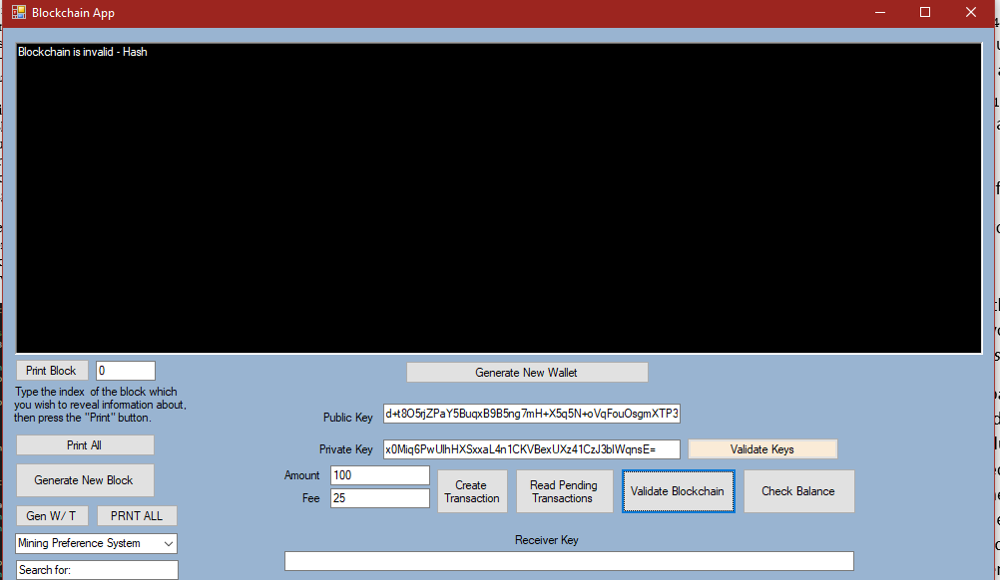 Blockchain App
Blockchain is invalid - Hash
Print Block
0
Generate New Wallet
Type the index of the block which
you wish to reveal information about,
then press the "Print" button.
Public Key
d+t8O5rjZPaY5BuqxB9B5ng7mH+X5q5N+oVqFouOsgmXTP3
Print All
Private Key
x0Miq6PwUlhHXSxxaL4n1CKVBexUXz41CzJ3bIWqnsE=
Validate Keys
Generate New Block
Amount
100
Fee
25
Create
Transaction
Read Pending
Transactions
Validate Blockchain
Check Balance
Gen W/ T
PRNT ALL
Mining Preference System
Receiver Key
Search for: